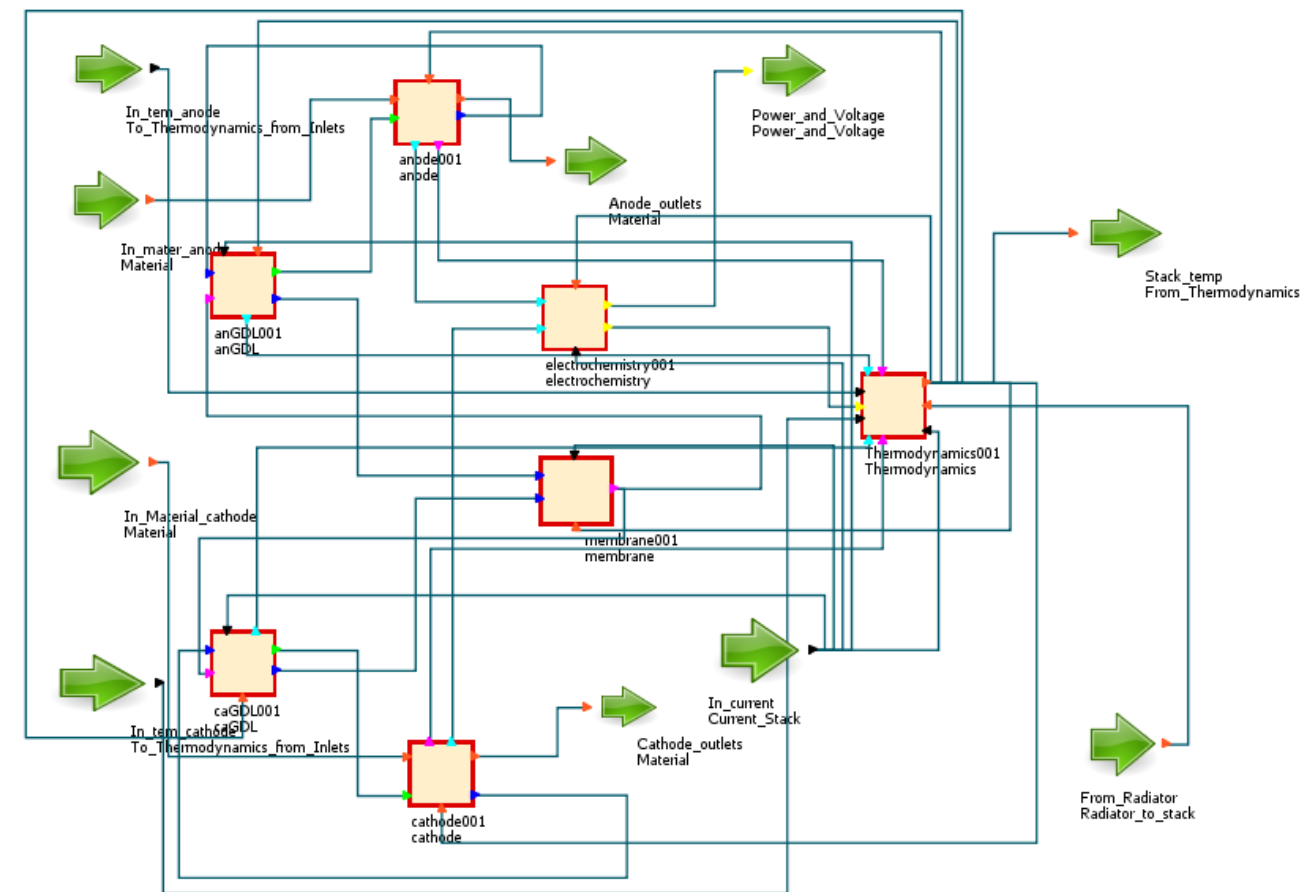 In_tem_anode
To_Thermodynamics_from_Inlets
Power_and_Voltage
Power_and_Voltage
anode001
anode
Anode_outlets
Material
In_mater_anode
Material
Stack_temp
From_Thermodynamics
anGDL001
anGDL
electrochemistry001
electrochemistry
Thermodynamics001
Thermodynamics
In_Material_cathode
Material
membrane001
membrane
caGDL001
caGDL
In_tem_cathode
To_Thermodynamics_from_Inlets
In_current
Current_Stack
Cathode_outlets
Material
From_Radiator
Radiator_to_stack
cathode001
cathode